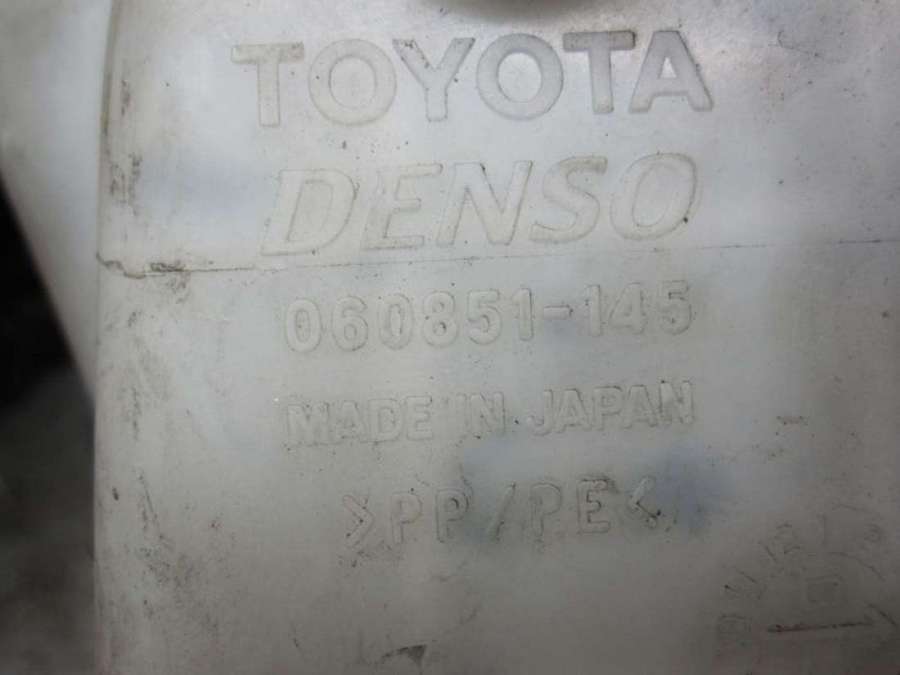 TOYOTA
DENSO
060851-145
MADE IN JAPAN
>PP/PE<